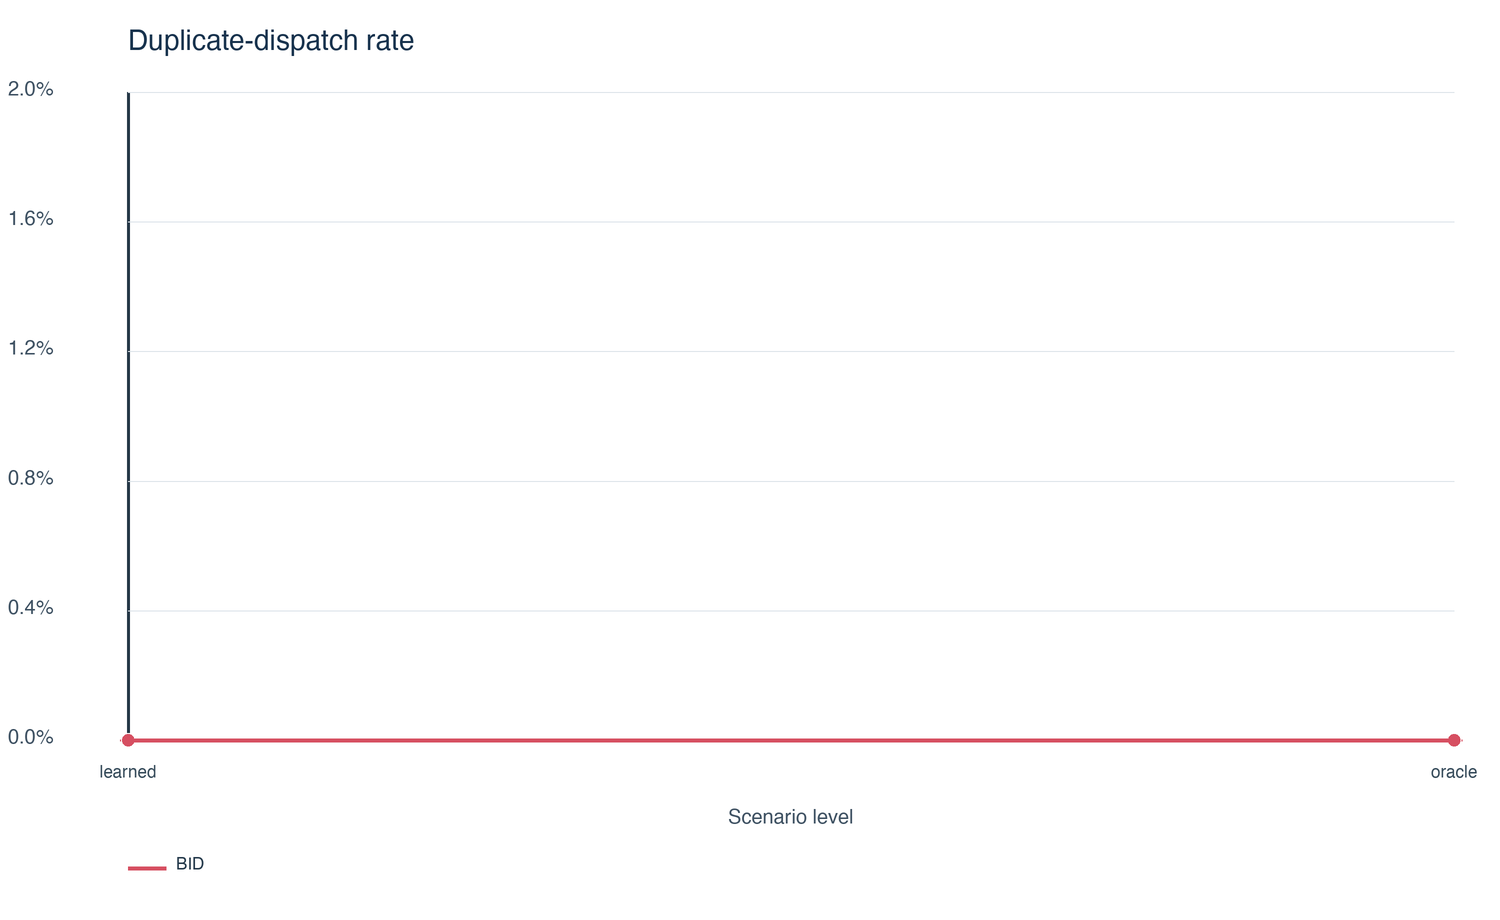 Duplicate-dispatch rate
2.0%
1.6%
1.2%
0.8%
0.4%
0.0%
learned
oracle
Scenario level
BID